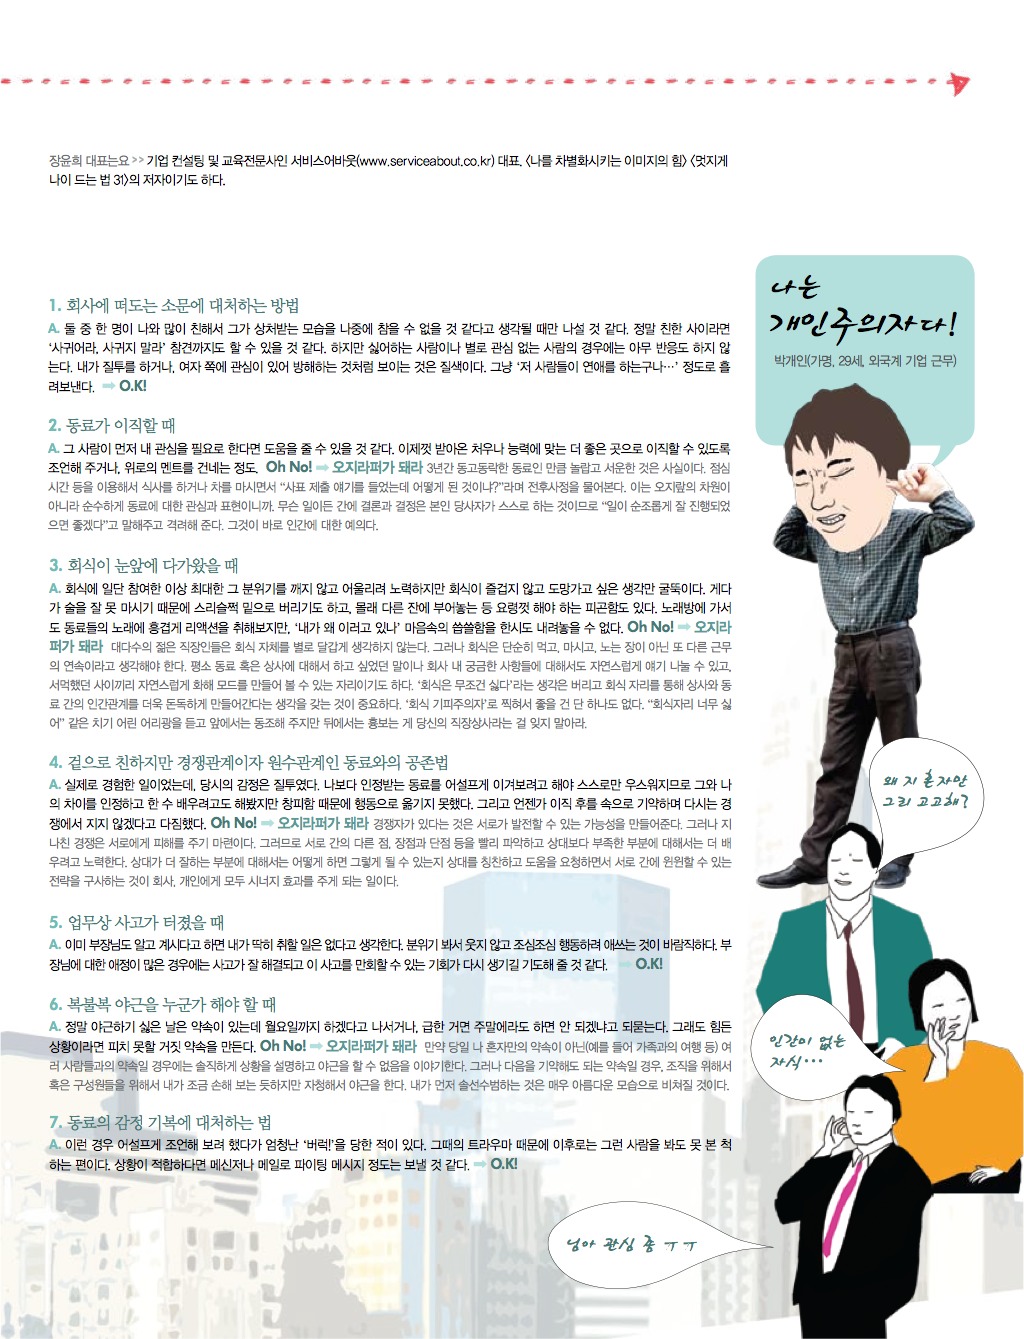 장윤희 대표는요 >> 기업 컨설팅 및 교육전문사인 서비스어바웃(www.serviceabout.co.kr) 대표. <나를 차별화시키는 이미지의 힘> <멋지게
나이 드는 법 31>의 저자이기도 하다.
나는
개인주의자다!
박개인(가명, 29세, 외국계 기업 근무)
1. 회사에 떠도는 소문에 대처하는 방법
A. 둘 중 한 명이 나와 많이 친해서 그가 상처받는 모습을 나중에 참을 수 없을 것 같다고 생각될 때만 나설 것 같다. 정말 친한 사이라면
‘사귀어라, 사귀지 말라’ 참견까지도 할 수 있을 것 같다. 하지만 싫어하는 사람이나 별로 관심 없는 사람의 경우에는 아무 반응도 하지 않
는다. 내가 질투를 하거나, 여자 쪽에 관심이 있어 방해하는 것처럼 보이는 것은 질색이다. 그냥 ‘저 사람들이 연애를 하는구나…’ 정도로 흘
려보낸다. ➡ O.K!
2. 동료가 이직할 때
A. 그 사람이 먼저 내 관심을 필요로 한다면 도움을 줄 수 있을 것 같다. 이제껏 받아온 처우나 능력에 맞는 더 좋은 곳으로 이직할 수 있도록
조언해 주거나, 위로의 멘트를 건네는 정도. Oh No! ➡ 오지라퍼가 돼라 3년간 동고동락한 동료인 만큼 놀랍고 서운한 것은 사실이다. 점심
시간 등을 이용해서 식사를 하거나 차를 마시면서 “사표 제출 얘기를 들었는데 어떻게 된 것이냐?”라며 전후사정을 물어본다. 이는 오지랖의 차원이
아니라 순수하게 동료에 대한 관심과 표현이니까. 무슨 일이든 간에 결론과 결정은 본인 당사자가 스스로 하는 것이므로 “일이 순조롭게 잘 진행되었
으면 좋겠다”고 말해주고 격려해 준다. 그것이 바로 인간에 대한 예의다.
3. 회식이 눈앞에 다가왔을 때
A. 회식에 일단 참여한 이상 최대한 그 분위기를 깨지 않고 어울리려 노력하지만 회식이 즐겁지 않고 도망가고 싶은 생각만 굴뚝이다. 게다
가 술을 잘 못 마시기 때문에 스리슬쩍 밑으로 버리기도 하고, 몰래 다른 잔에 부어놓는 등 요령껏 해야 하는 피곤함도 있다. 노래방에 가서
도 동료들의 노래에 흥겹게 리액션을 취해보지만, ‘내가 왜 이러고 있나’ 마음속의 씁쓸함을 한시도 내려놓을 수 없다. Oh No! ➡ 오지라
퍼가 돼라 대다수의 젊은 직장인들은 회식 자체를 별로 달갑게 생각하지 않는다. 그러나 회식은 단순히 먹고, 마시고, 노는 장이 아닌 또 다른 근무
의 연속이라고 생각해야 한다. 평소 동료 혹은 상사에 대해서 하고 싶었던 말이나 회사 내 궁금한 사항들에 대해서도 자연스럽게 얘기 나눌 수 있고,
서먹했던 사이끼리 자연스럽게 화해 모드를 만들어 볼 수 있는 자리이기도 하다. ‘회식은 무조건 싫다’라는 생각은 버리고 회식 자리를 통해 상사와 동
료 간의 인간관계를 더욱 돈독하게 만들어간다는 생각을 갖는 것이 중요하다. ‘회식 기피주의자’로 찍혀서 좋을 건 단 하나도 없다. “회식자리 너무 싫
어” 같은 치기 어린 어리광을 듣고 앞에서는 동조해 주지만 뒤에서는 흉보는 게 당신의 직장상사라는 걸 잊지 말아라.
4. 겉으로 친하지만 경쟁관계이자 원수관계인 동료와의 공존법
A. 실제로 경험한 일이었는데, 당시의 감정은 질투였다. 나보다 인정받는 동료를 어설프게 이겨보려고 해야 스스로만 우스워지므로 그와 나
의 차이를 인정하고 한 수 배우려고도 해봤지만 창피함 때문에 행동으로 옮기지 못했다. 그리고 언젠가 이직 후를 속으로 기약하며 다시는 경
쟁에서 지지 않겠다고 다짐했다. Oh No! ➡ 오지라퍼가 돼라 경쟁자가 있다는 것은 서로가 발전할 수 있는 가능성을 만들어준다. 그러나 지
나친 경쟁은 서로에게 피해를 주기 마련이다. 그러므로 서로 간의 다른 점, 장점과 단점 등을 빨리 파악하고 상대보다 부족한 부분에 대해서는 더 배
우려고 노력한다. 상대가 더 잘하는 부분에 대해서는 어떻게 하면 그렇게 될 수 있는지 상대를 칭찬하고 도움을 요청하면서 서로 간에 윈윈할 수 있는
전략을 구사하는 것이 회사, 개인에게 모두 시너지 효과를 주게 되는 일이다.
왜 지 혼자만
그리 고고해?
5. 업무상 사고가 터졌을 때
A. 이미 부장님도 알고 계시다고 하면 내가 딱히 취할 일은 없다고 생각한다. 분위기 봐서 웃지 않고 조심조심 행동하려 애쓰는 것이 바람직하다. 부
장님에 대한 애정이 많은 경우에는 사고가 잘 해결되고 이 사고를 만회할 수 있는 기회가 다시 생기길 기도해 줄 것 같다. ➡ O.K!
6. 복불복 야근을 누군가 해야 할 때
A. 정말 야근하기 싫은 날은 약속이 있는데 월요일까지 하겠다고 나서거나, 급한 거면 주말에라도 하면 안 되겠냐고 되묻는다. 그래도 힘든
상황이라면 피치 못할 거짓 약속을 만든다. Oh No! ➡ 오지라퍼가 돼라 만약 당일 나 혼자만의 약속이 아닌(예를 들어 가족과의 여행 등) 여
러 사람들과의 약속일 경우에는 솔직하게 상황을 설명하고 야근을 할 수 없음을 이야기한다. 그러나 다음을 기약해도 되는 약속일 경우, 조직을 위해서
혹은 구성원들을 위해서 내가 조금 손해 보는 듯하지만 자청해서 야근을 한다. 내가 먼저 솔선수범하는 것은 매우 아름다운 모습으로 비쳐질 것이다.
인간미 없는
자식…
7. 동료의 감정 기복에 대처하는 법
A. 이런 경우 어설프게 조언해 보려 했다가 엄청난 ‘버럭!’을 당한 적이 있다. 그때의 트라우마 때문에 이후로는 그런 사람을 봐도 못 본 척
하는 편이다. 상황이 적합하다면 메신저나 메일로 파이팅 메시지 정도는 보낼 것 같다. ➡ O.K!
님아 관심 좀 ㅜㅜ